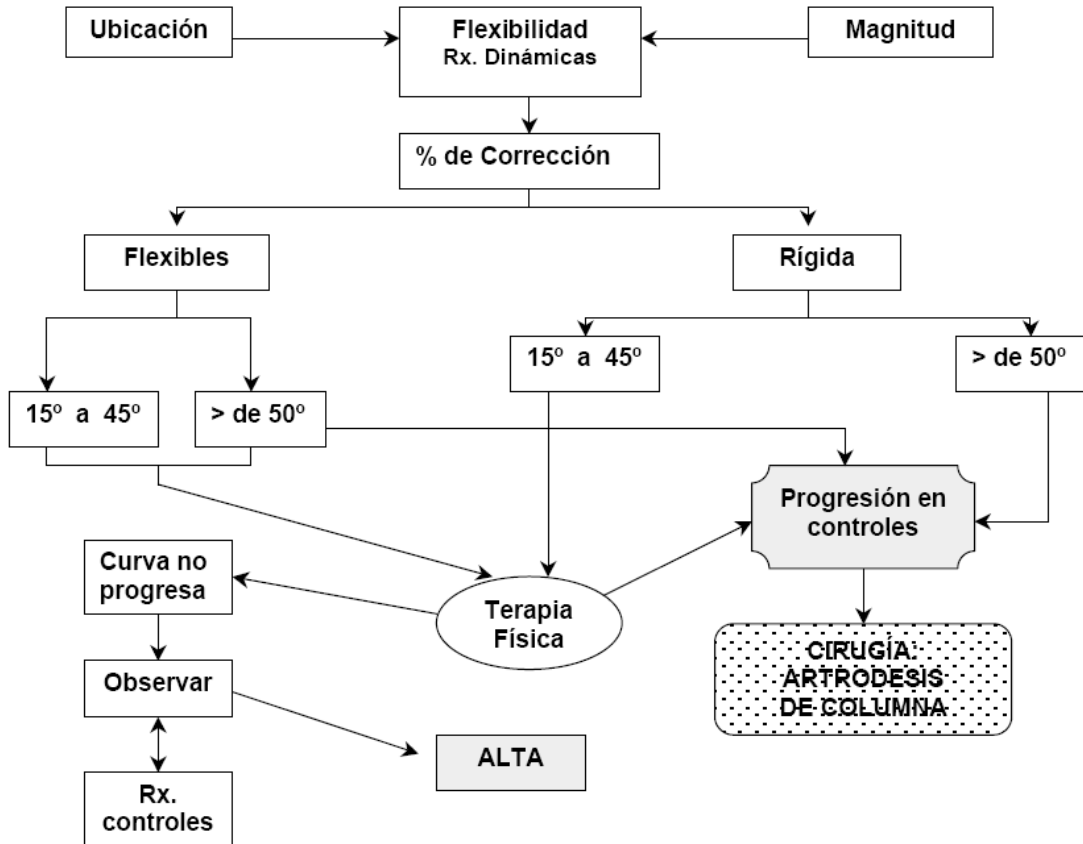 Ubicación
Flexibilidad
Rx. Dinámicas
Magnitud
% de Corrección
Flexibles
Rígida
15º a 45º
> de 50º
15º a 45º
> de 50º
Progresión en
controles
Curva no
progresa
Terapia
Física
CIRUGÍA:
ARTRODESIS
DE COLUMNA
Observar
ALTA
Rx.
controles